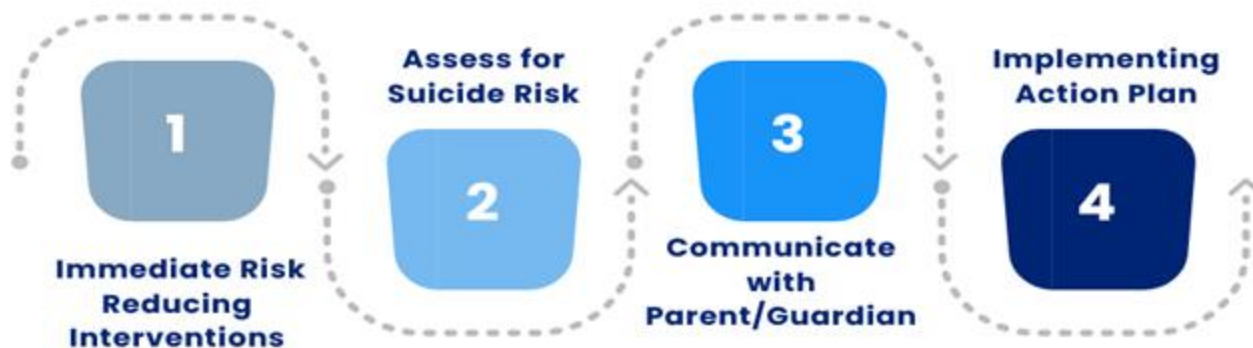 1
Immediate Risk
Reducing
Interventions
Assess for
Suicide Risk
2
3
Communicate
with
Parent/Guardian
Implementing
Action Plan
4